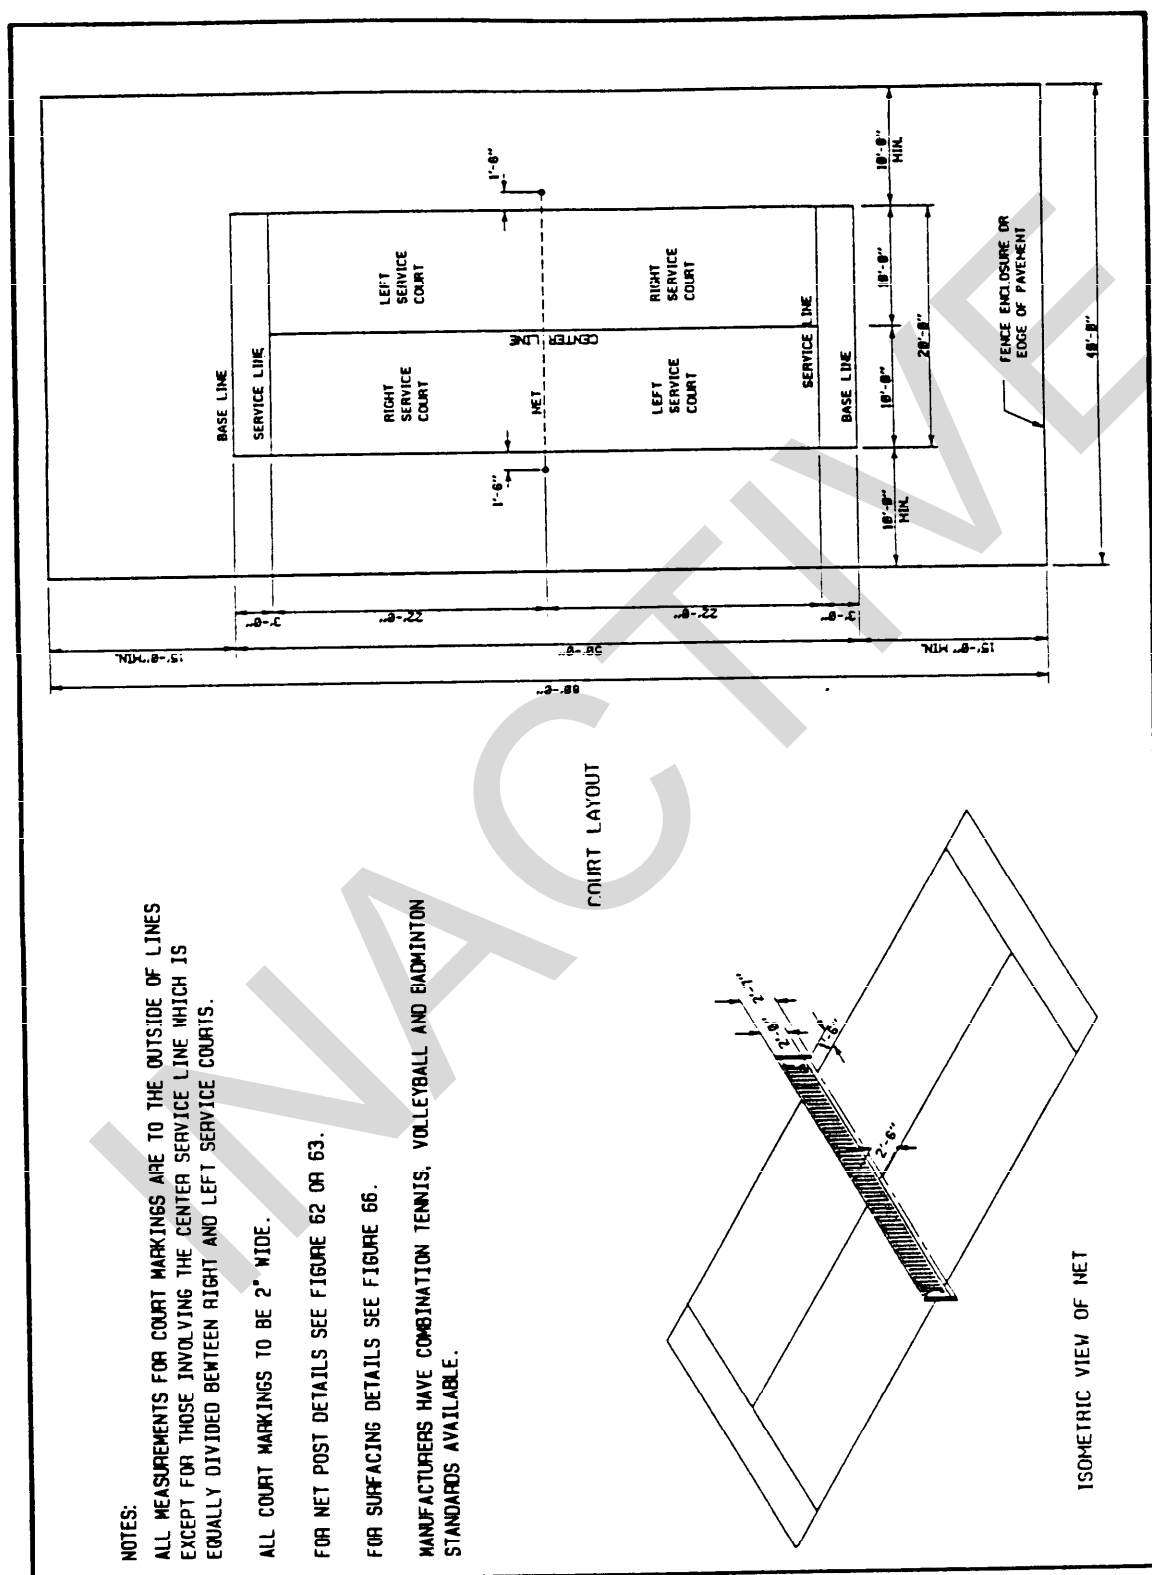 NOTES:
ALL MEASUREMENTS FOR COURT MARKINGS ARE TO THE OUTSIDE OF LINES
EXCEPT FOR THOSE INVOLVING THE CENTER SERVICE LINE WHICH IS
EQUALLY DIVIDED BEWTEEN RIGHT AND LEFT SERVICE COURTS.
ALL COURT MARKINGS TO BE 2" WIDE.
FOR NET POST DETAILS SEE FIGURE 62 OR 63.
FOR SURFACING DETAILS SEE FIGURE 66.
MANUFACTURERS HAVE COMBINATION TENNIS, VOLLEYBALL AND BADMINTON
STANDARDS AVAILABLE.
COURT LAYOUT
ISOMETRIC VIEW OF NET
2'-0"
2'-7"
1'-6"
2'-6"
BASE LINE
SERVICE LINE
RIGHT
SERVICE
COURT
LEFT
SERVICE
COURT
1'-6"
NET
CENTER LINE
1'-6"
LEFT
SERVICE
COURT
RIGHT
SERVICE
COURT
SERVICE LINE
BASE LINE
10'-0"
MIN.
10'-0"
10'-0"
10'-0"
MIN.
20'-0"
FENCE ENCLOSURE OR
EDGE OF PAVEMENT
40'-0"
15'-0" MIN.
3'-0"
22'-0"
22'-0"
3'-0"
15'-0" MIN.
INACTIVE